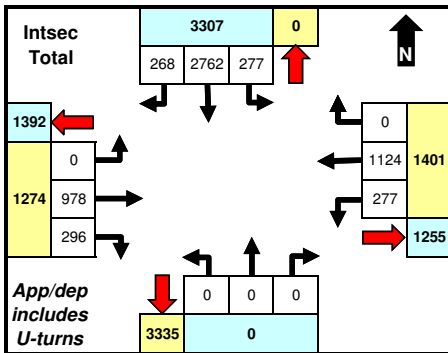 Intsec
Total
3307 0
268 2762 277
N
1392
0
1274
978
296
0
1124
1401
277
1255
App/dep
includes
U-turns
0 0 0
3335 0